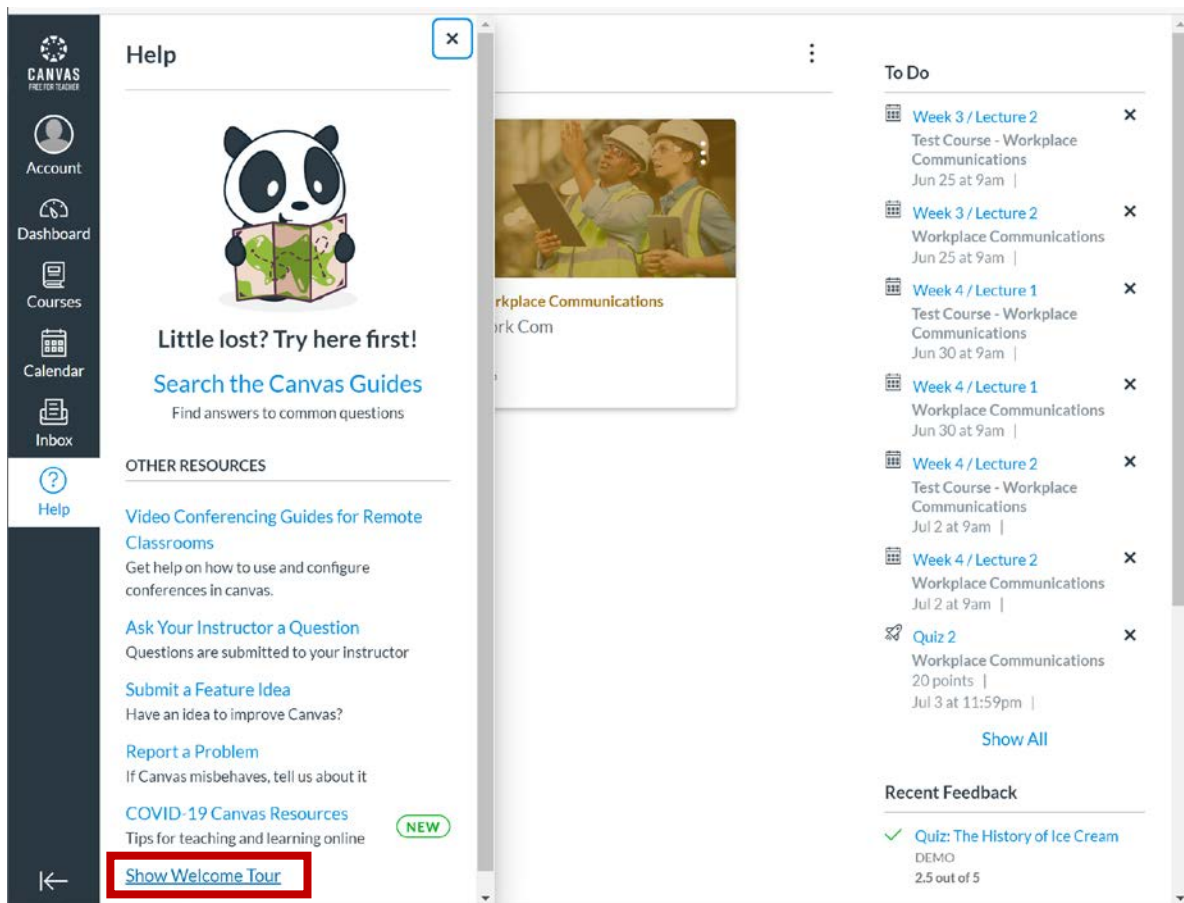 CANVAS
FREE FOR TEACHER
Account
Dashboard
Courses
Calendar
Inbox
Help
Help
Little lost? Try here first!
Search the Canvas Guides
Find answers to common questions
OTHER RESOURCES
Video Conferencing Guides for Remote
Classrooms
Get help on how to use and configure
conferences in canvas.
Ask Your Instructor a Question
Questions are submitted to your instructor
Submit a Feature Idea
Have an idea to improve Canvas?
Report a Problem
If Canvas misbehaves, tell us about it
COVID-19 Canvas Resources
NEW
Tips for teaching and learning online
Show Welcome Tour
Communications
Com
To Do
Week 3 / Lecture 2
Test Course - Workplace
Communications
Jun 25 at 9am |
Week 3 / Lecture 2
Workplace Communications
Jun 25 at 9am |
Week 4 / Lecture 1
Test Course - Workplace
Communications
Jun 30 at 9am |
Week 4 / Lecture 1
Workplace Communications
Jun 30 at 9am |
Week 4 / Lecture 2
Test Course - Workplace
Communications
Jul 2 at 9am |
Week 4 / Lecture 2
Workplace Communications
Jul 2 at 9am |
Quiz 2
Workplace Communications
20 points |
Jul 3 at 11:59pm |
Show All
Recent Feedback
Quiz: The History of Ice Cream
DEMO
2.5 out of 5